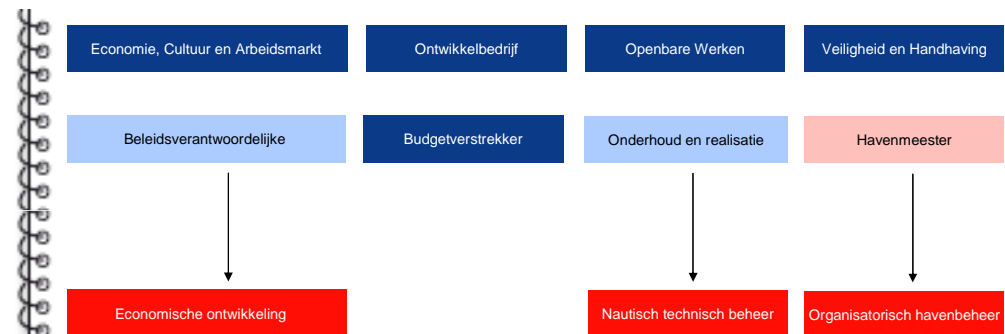 Economie, Cultuur en Arbeidsmarkt
Ontwikkelbedrijf
Openbare Werken
Veiligheid en Handhaving
Beleidsverantwoordelijke
Budgetverstrekker
Onderhoud en realisatie
Havenmeester
Economische ontwikkeling
Nautisch technisch beheer
Organisatorisch havenbeheer